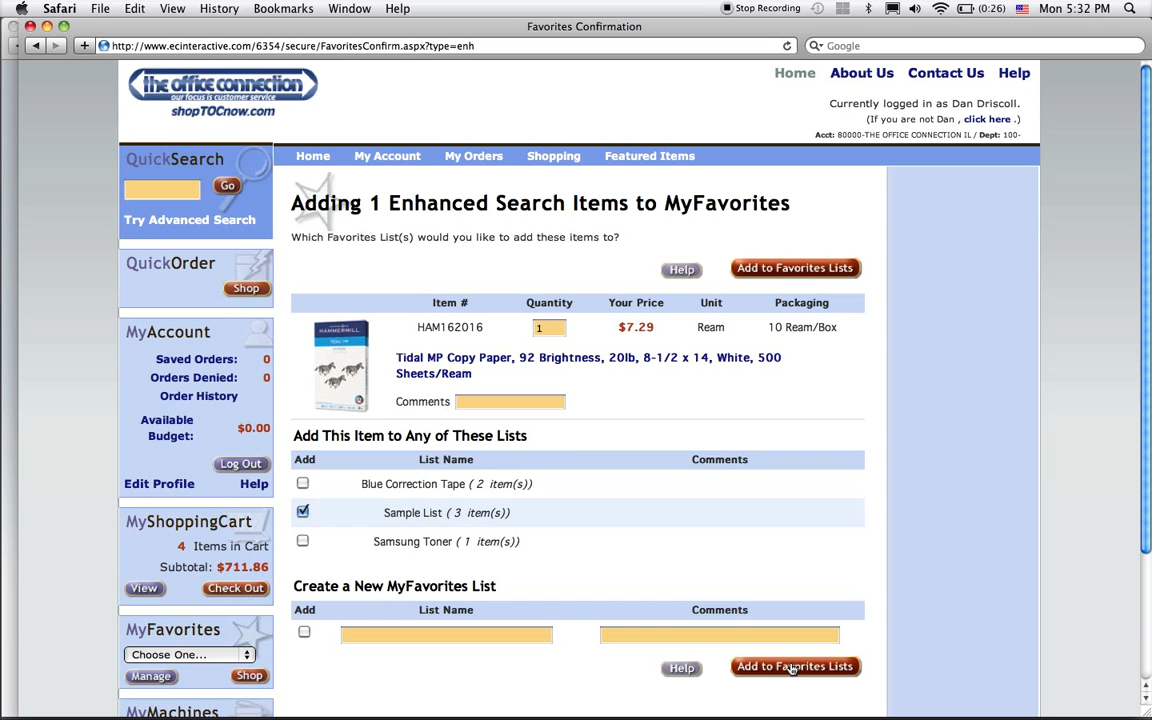 Safari File Edit View History Bookmarks Window Help Stop Recording (0:26) Mon 5:32 PM
Favorites Confirmation
http://www.ecinteractive.com/6354/secure/FavoritesConfirm.aspx?type=enh Google
the office connection
our focus is customer service
shopTOCnow.com
Home About Us Contact Us Help
Currently logged in as Dan Driscoll.
(If you are not Dan , click here .)
Acct: 80000-THE OFFICE CONNECTION IL / Dept: 100-
Home My Account My Orders Shopping Featured Items
QuickSearch
Go
Try Advanced Search
QuickOrder
Shop
MyAccount
Saved Orders: 0
Orders Denied: 0
Order History
Available Budget: $0.00
Log Out
Edit Profile Help
MyShoppingCart
4 Items in Cart
Subtotal: $711.86
View Check Out
MyFavorites
Choose One...
Manage Shop
MyMachines
Adding 1 Enhanced Search Items to MyFavorites
Which Favorites List(s) would you like to add these items to?
Help Add to Favorites Lists
Item # Quantity Your Price Unit Packaging
HAM162016 1 $7.29 Ream 10 Ream/Box
HAMMERMILL
TIDAL MP
Tidal MP Copy Paper, 92 Brightness, 20lb, 8-1/2 x 14, White, 500
Sheets/Ream
Comments
Add This Item to Any of These Lists
Add List Name Comments
Blue Correction Tape ( 2 item(s))
Sample List ( 3 item(s))
Samsung Toner ( 1 item(s))
Create a New MyFavorites List
Add List Name Comments
Help Add to Favorites Lists